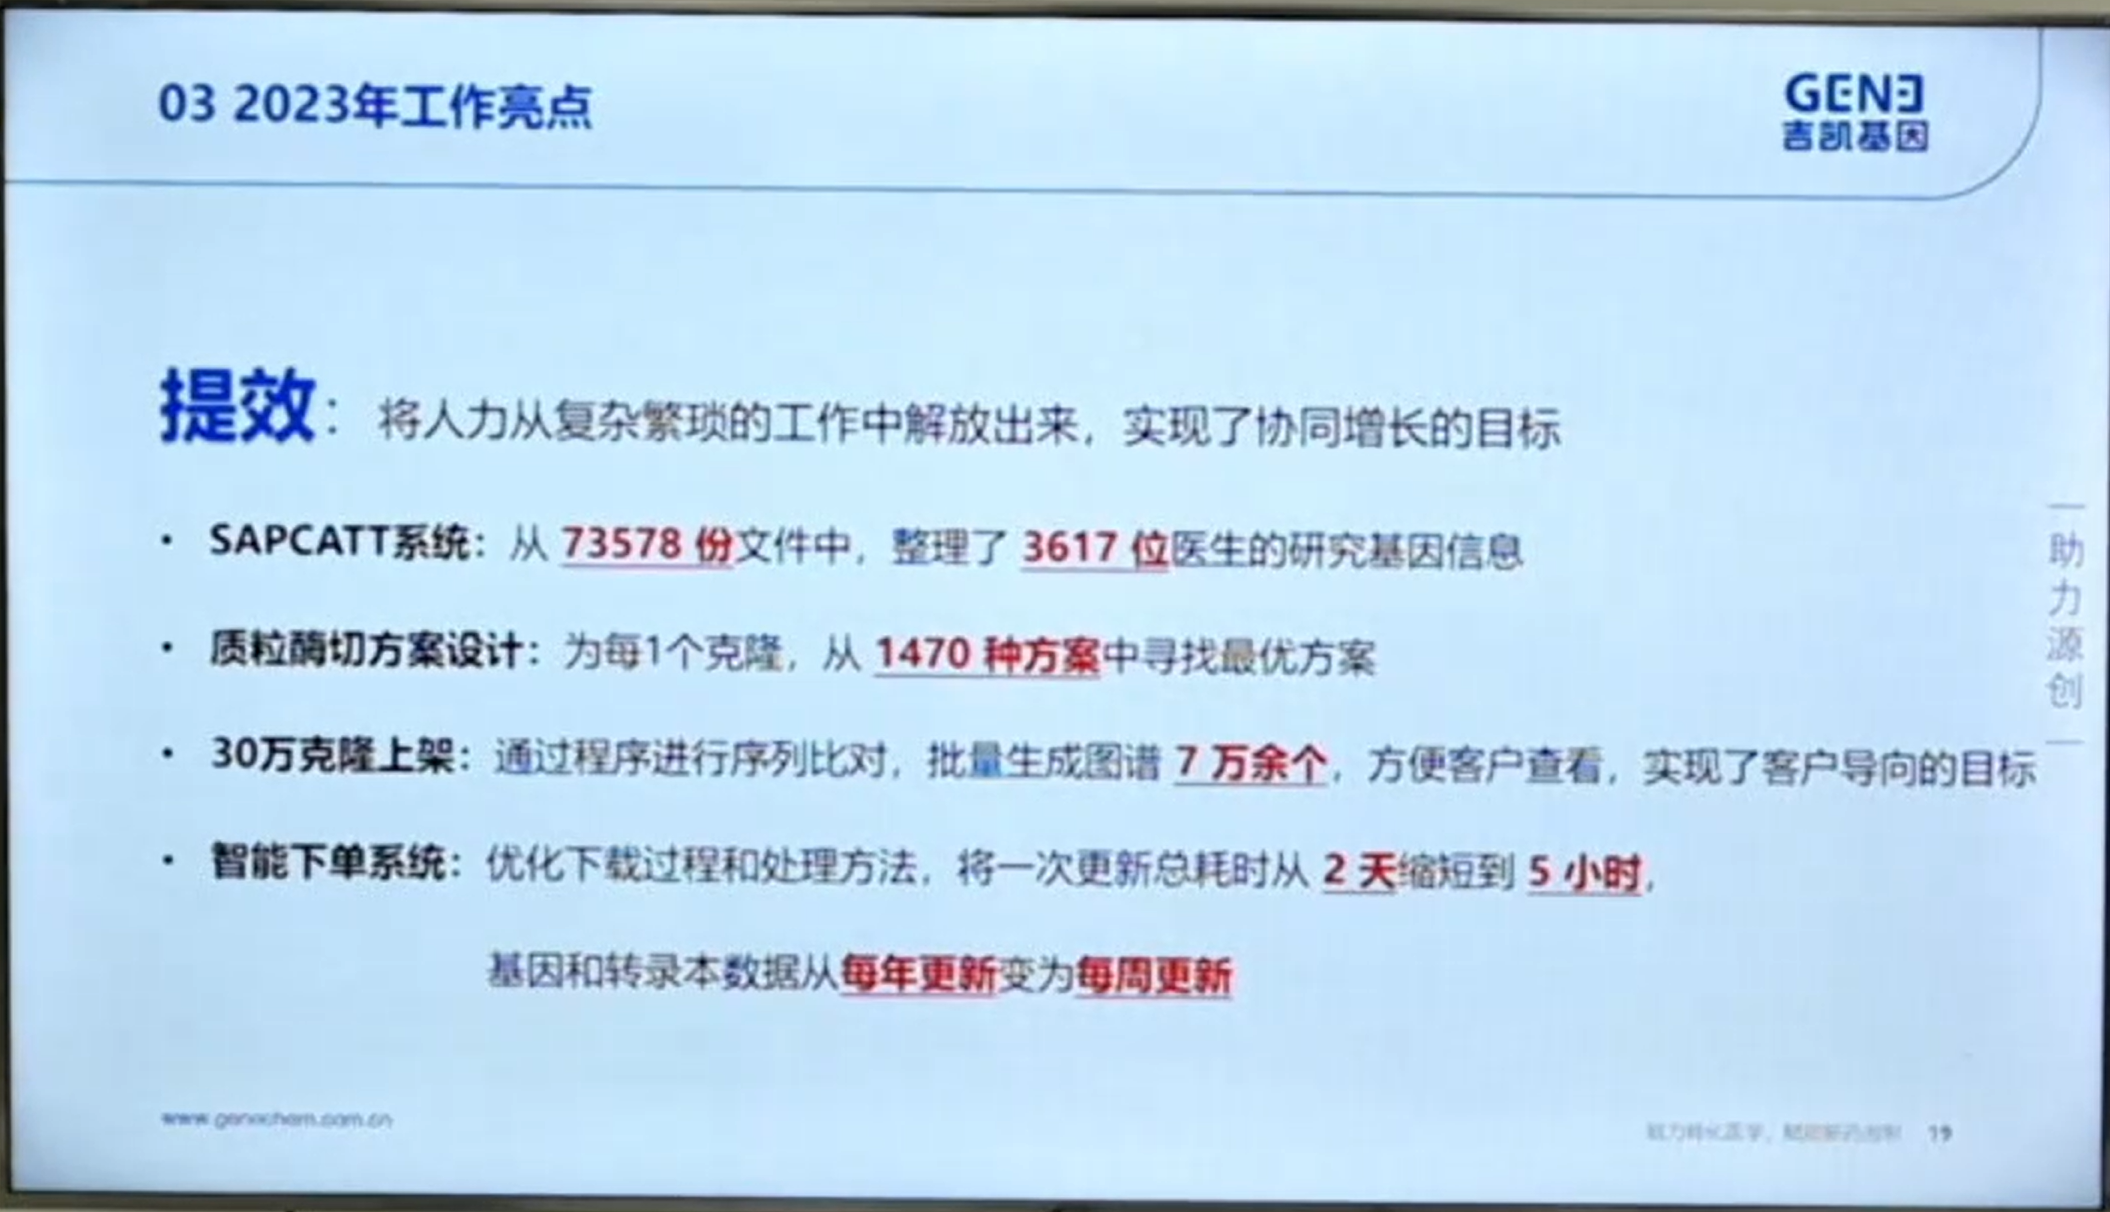 03 2023年工作亮点
GENE
吉凯基因
提效：将人力从复杂繁琐的工作中解放出来，实现了协同增长的目标
• SAPCATT系统：从 73578 份文件中，整理了 3617 位医生的研究基因信息
• 质粒酶切方案设计：为每1个克隆，从 1470 种方案中寻找最优方案
• 30万克隆上架：通过程序进行序列比对，批量生成图谱 7 万余个，方便客户查看，实现了客户导向的目标
• 智能下单系统：优化下载过程和处理方法，将一次更新总耗时从 2 天缩短到 5 小时，
基因和转录本数据从每年更新变为每周更新
助力源创
www.genechem.com.cn
19